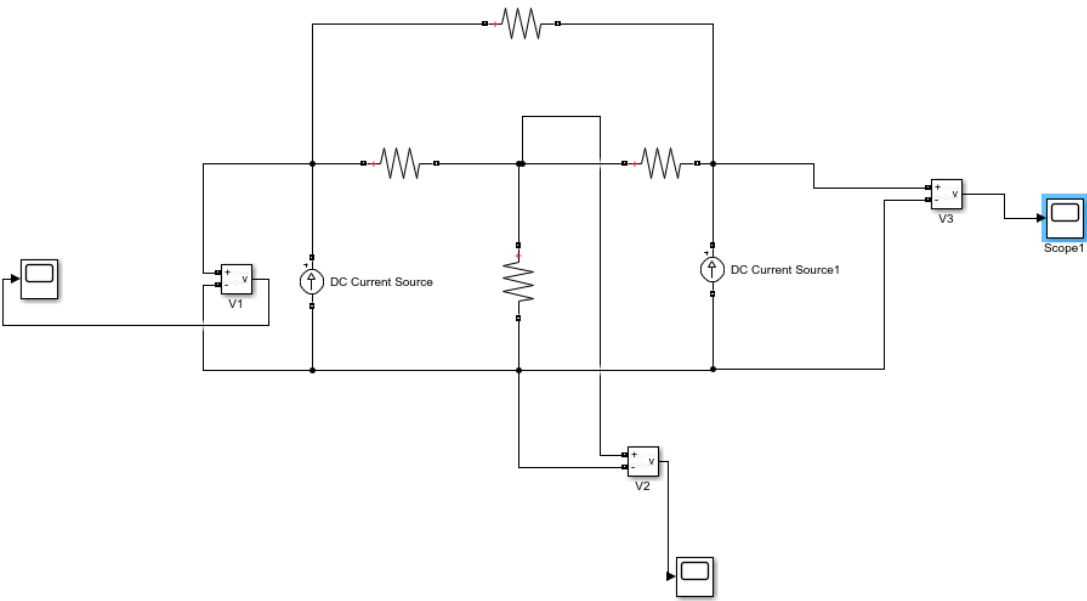 +
-
v
V3
Scope1
+
-
v
V1
+
DC Current Source
+
DC Current Source1
+
-
v
V2